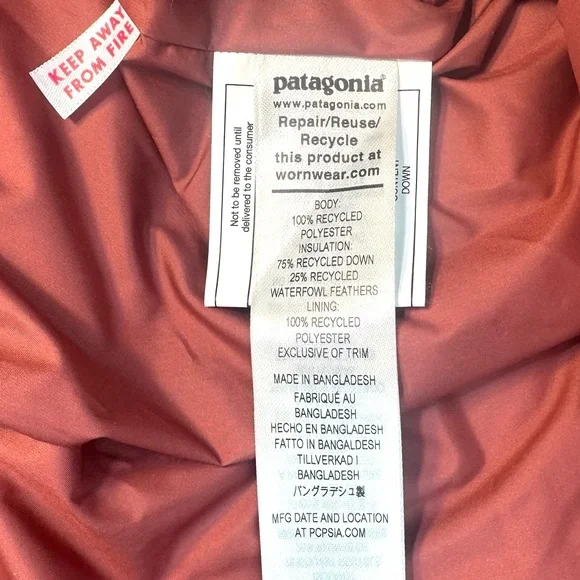 KEEP AWAY
FROM FIRE
Not to be removed until
delivered to the consumer
patagonia®
www.patagonia.com
Repair/Reuse/
Recycle
this product at
wornwear.com
DOWN
BODY:
100% RECYCLED
POLYESTER
INSULATION:
75% RECYCLED DOWN
25% RECYCLED
WATERFOWL FEATHERS
LINING:
100% RECYCLED
POLYESTER
EXCLUSIVE OF TRIM
MADE IN BANGLADESH
FABRIQUÉ AU
BANGLADESH
HECHO EN BANGLADESH
FATTO IN BANGALDESH
TILLVERKAD I
BANGLADESH
バングラデシュ製
MFG DATE AND LOCATION
AT PCPSIA.COM